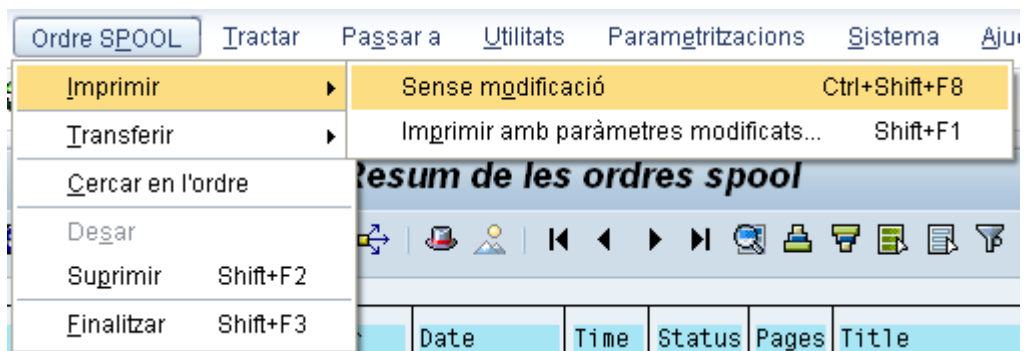 Ordre SPOOL Tractar Passar a Utilitats Parametritzacions Sistema
Imprimir Sense modificació Ctrl+Shift+F8
Transferir Imprimir amb paràmetres modificats... Shift+F1
Cercar en l'ordre Resum de les ordres spool
Desar
Suprimir Shift+F2
Finalitzar Shift+F3
Date Time Status Pages Title